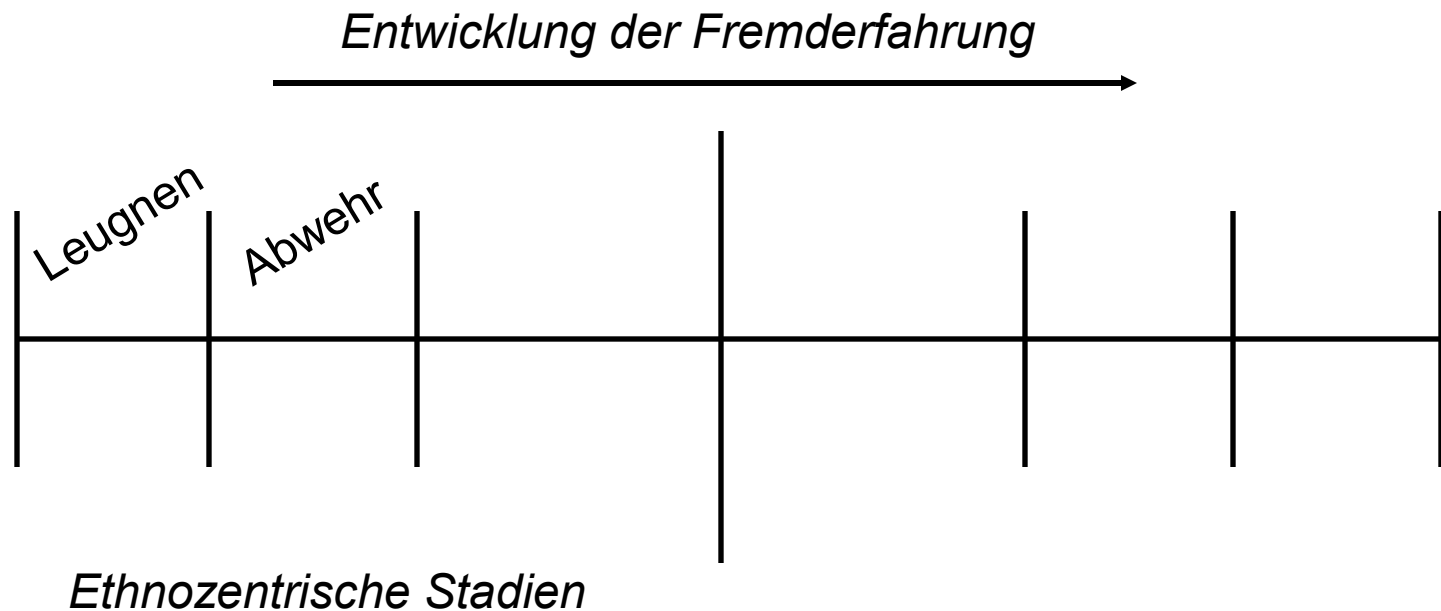 Entwicklung der Fremderfahrung
Leugnen
Abwehr
Ethnozentrische Stadien